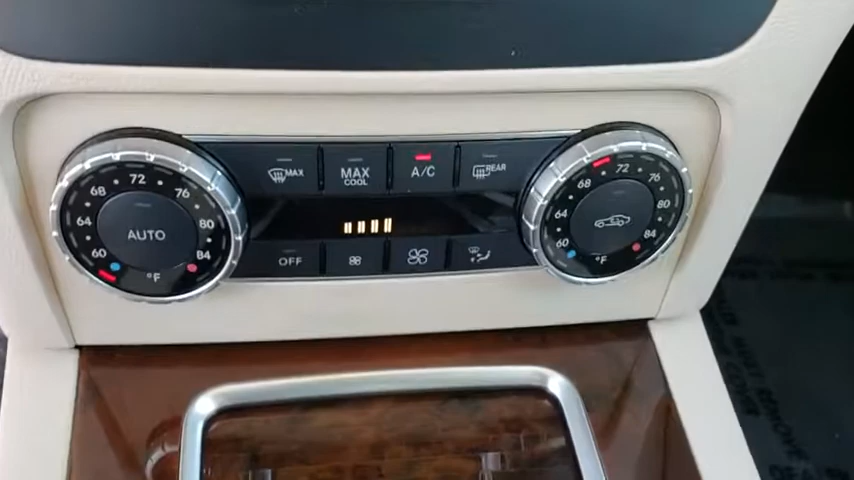 MAX
MAX COOL
A/C
REAR
60 64 68 72 76 80 84
AUTO
°F
60 64 68 72 76 80 84
°F
OFF